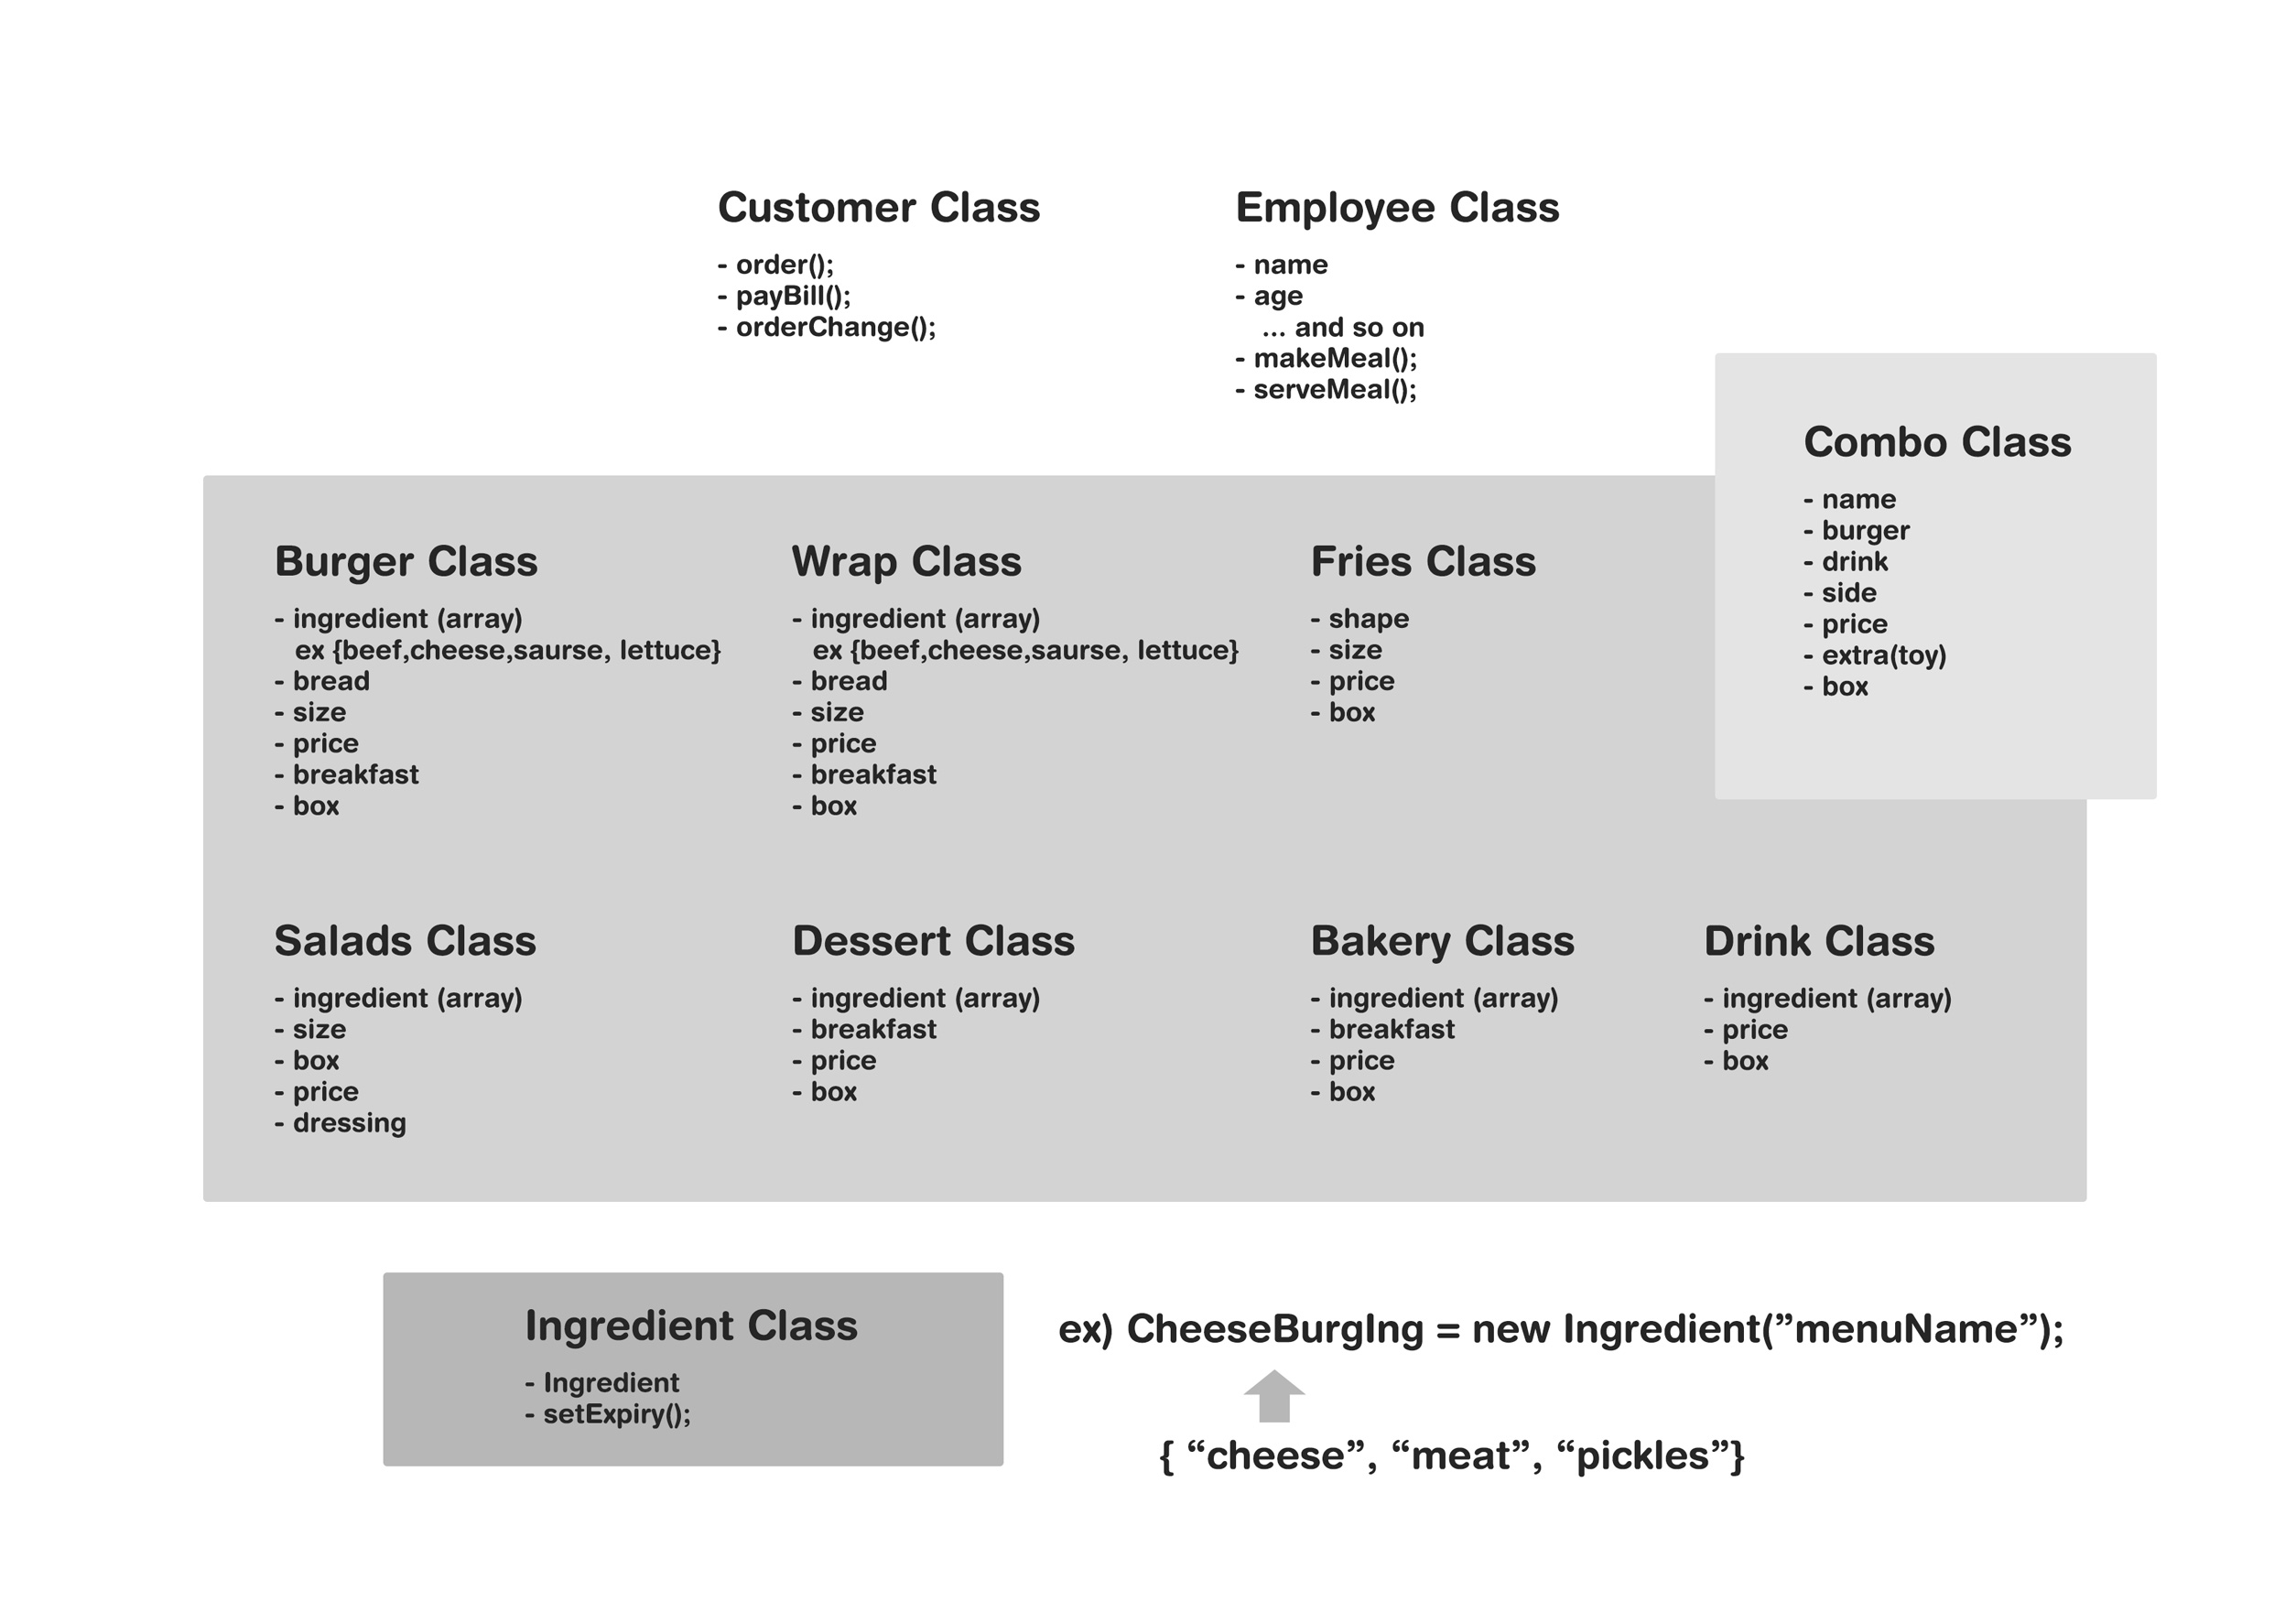 Customer Class
- order();
- payBill();
- orderChange();
Employee Class
- name
- age
... and so on
- makeMeal();
- serveMeal();
Combo Class
- name
- burger
- drink
- side
- price
- extra(toy)
- box
Burger Class
- ingredient (array)
ex {beef,cheese,saurse, lettuce}
- bread
- size
- price
- breakfast
- box
Wrap Class
- ingredient (array)
ex {beef,cheese,saurse, lettuce}
- bread
- size
- price
- breakfast
- box
Fries Class
- shape
- size
- price
- box
Salads Class
- ingredient (array)
- size
- box
- price
- dressing
Dessert Class
- ingredient (array)
- breakfast
- price
- box
Bakery Class
- ingredient (array)
- breakfast
- price
- box
Drink Class
- ingredient (array)
- price
- box
Ingredient Class
- Ingredient
- setExpiry();
ex) CheeseBurgIng = new Ingredient(”menuName”);
{ “cheese”, “meat”, “pickles”}